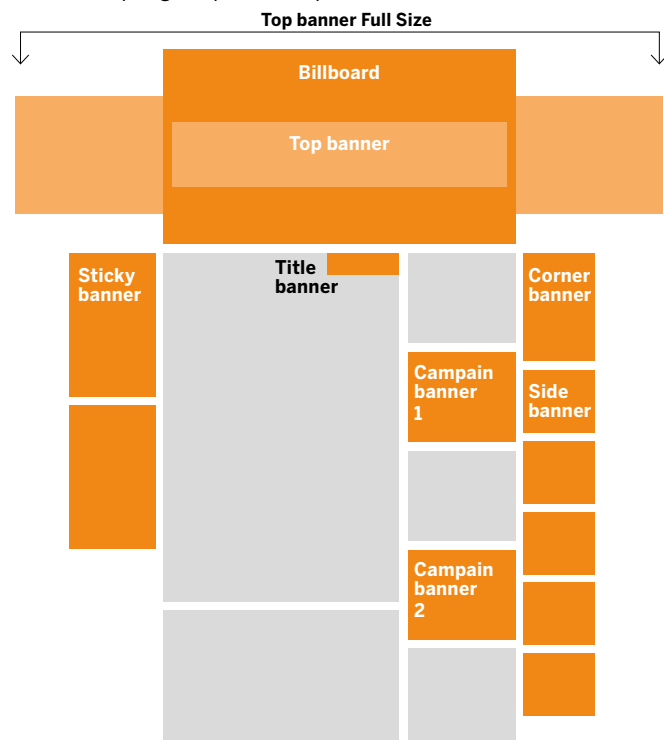 Top banner Full Size
Billboard
Top banner
Sticky
banner
Title
banner
Corner
banner
Campain
banner
1
Side
banner
Campain
banner
2